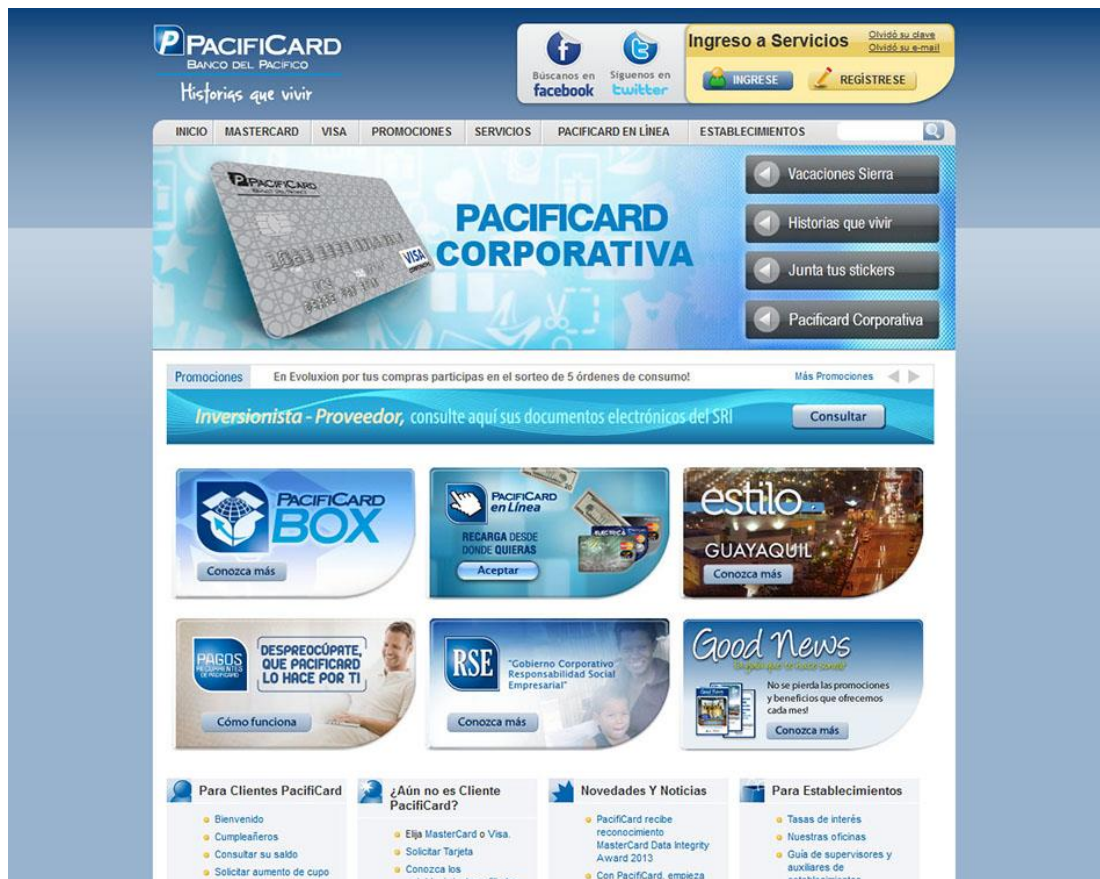 PACIFICARD
BANCO DEL PACÍFICO
Historias que vivir
Búscanos en
facebook
Síguenos en
twitter
Ingreso a Servicios
Olvidó su clave
Olvidó su e-mail
INGRESE
REGÍSTRESE
INICIO MASTERCARD VISA PROMOCIONES SERVICIOS PACIFICARD EN LÍNEA ESTABLECIMIENTOS
PACIFICARD
VISA
PACIFICARD
CORPORATIVA
Vacaciones Sierra
Historias que vivir
Junta tus stickers
Pacificard Corporativa
Promociones
En Evoluxion por tus compras participas en el sorteo de 5 órdenes de consumo!
Más Promociones
Inversionista - Proveedor, consulte aquí sus documentos electrónicos del SRI
Consultar
PACIFICARD
BOX
Conozca más
PACIFICARD
en Línea
RECARGA DESDE
DONDE QUIERAS
Aceptar
estilo
GUAYAQUIL
Conozca más
PAGOS
RECURRENTES
DE PACIFICARD
DESPREOCÚPATE,
QUE PACIFICARD
LO HACE POR TI
Cómo funciona
RSE
"Gobierno Corporativo
Responsabilidad Social
Empresarial"
Conozca más
Good News
No se pierda las promociones
y beneficios que ofrecemos
cada mes!
Conozca más
Para Clientes PacifiCard
Bienvenido
Cumpleañeros
Consultar su saldo
Solicitar aumento de cupo
¿Aún no es Cliente
PacifiCard?
Elija MasterCard o Visa.
Solicitar Tarjeta
Conozca los
Novedades Y Noticias
PacifiCard recibe
reconocimiento
MasterCard Data Integrity
Award 2013
Con PacifiCard, empieza
Para Establecimientos
Tasas de interés
Nuestras oficinas
Guía de supervisores y
auxiliares de